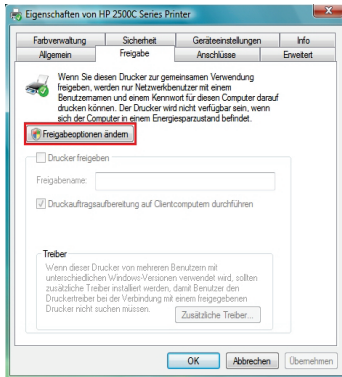 Eigenschaften von HP 2500C Series Printer
Farbverwaltung Sicherheit Geräteeinstellungen Info
Allgemein Freigabe Anschlüsse Erweitert
Wenn Sie diesen Drucker zur gemeinsamen Verwendung
freigeben, werden nur Netzwerkbenutzer mit einem
Benutzernamen und einem Kennwort für diesen Computer darauf
drucken können. Der Drucker wird nicht verfügbar sein, wenn
sich der Computer in einem Energiesparzustand befindet.
Freigabeoptionen ändern
Drucker freigeben
Freigabename:
Druckauftragsaufbereitung auf Clientcomputern durchführen
Treiber
Wenn dieser Drucker von mehreren Benutzern mit
unterschiedlichen Windows-Versionen verwendet wird, sollten
zusätzliche Treiber installiert werden, damit Benutzer den
Druckertreiber bei der Verbindung mit einem freigegebenen
Drucker nicht suchen müssen.
Zusätzliche Treiber...
OK Abbrechen Übernehmen